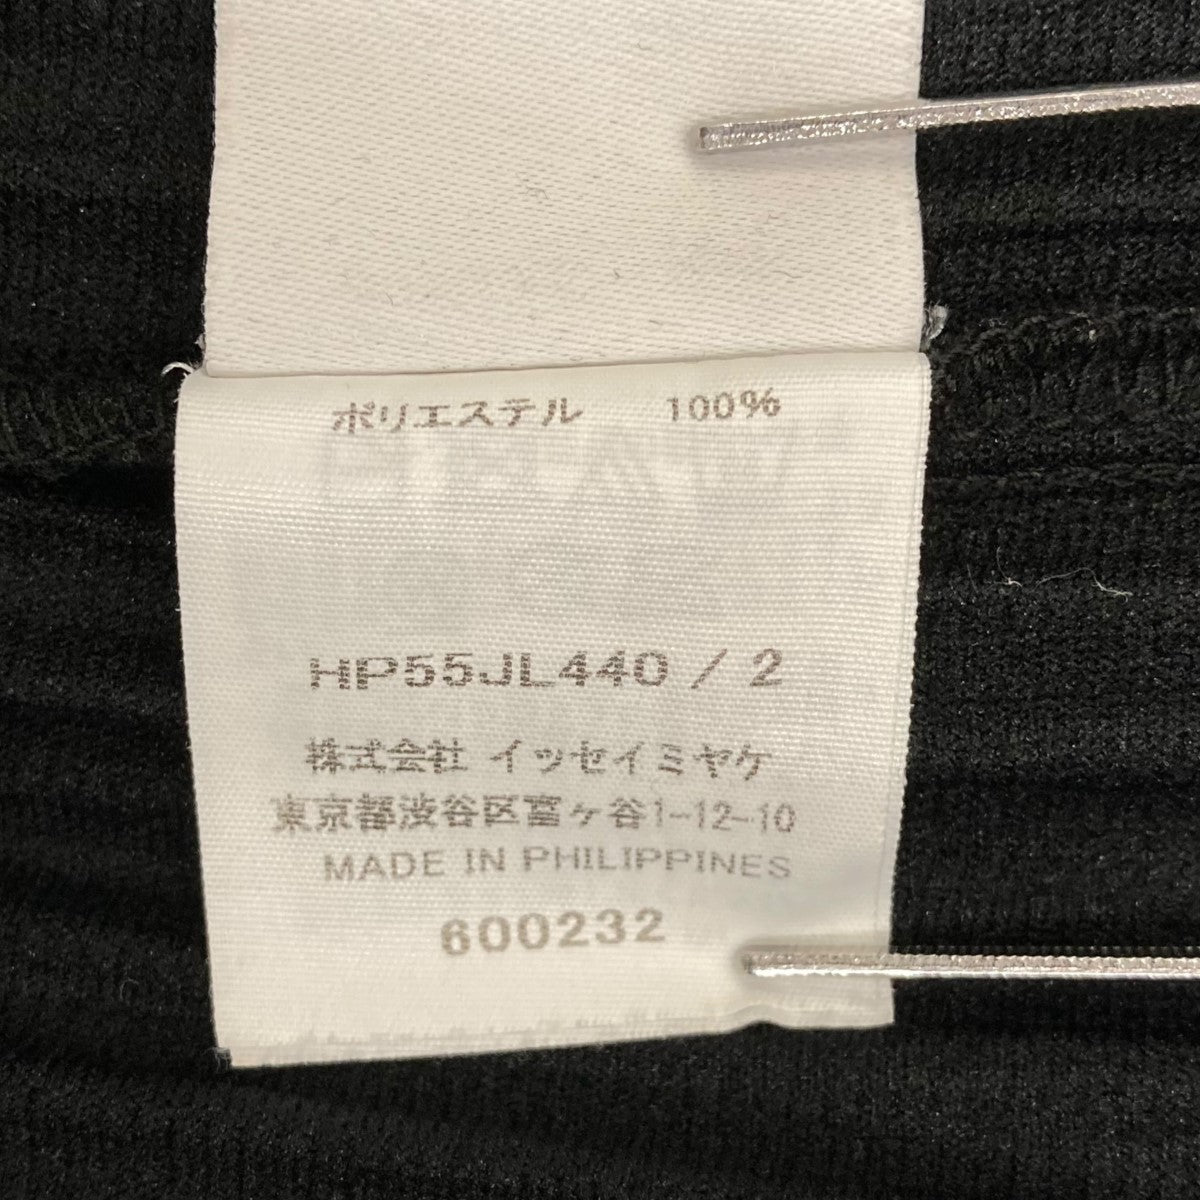 ポリエステル 100%
HP55JL440 / 2
株式会社 イッセイミヤケ
東京都渋谷区富ヶ谷1-12-10
MADE IN PHILIPPINES
600232